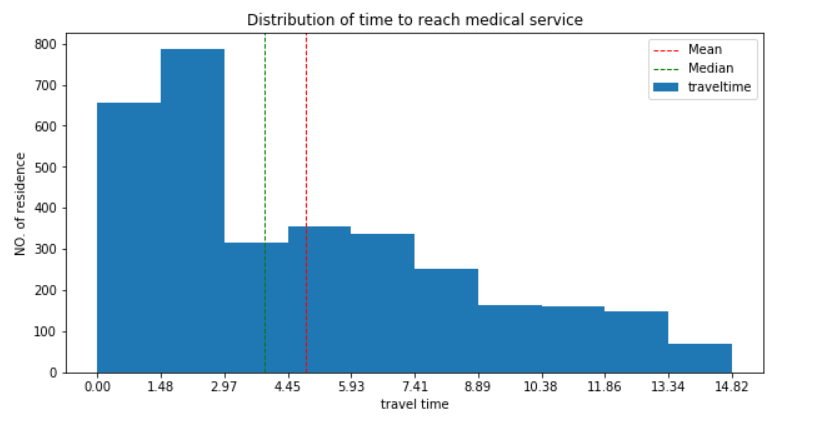 Distribution of time to reach medical service
Mean
Median
traveltime
NO. of residence
800
700
600
500
400
300
200
100
0
0.00 1.48 2.97 4.45 5.93 7.41 8.89 10.38 11.86 13.34 14.82
travel time